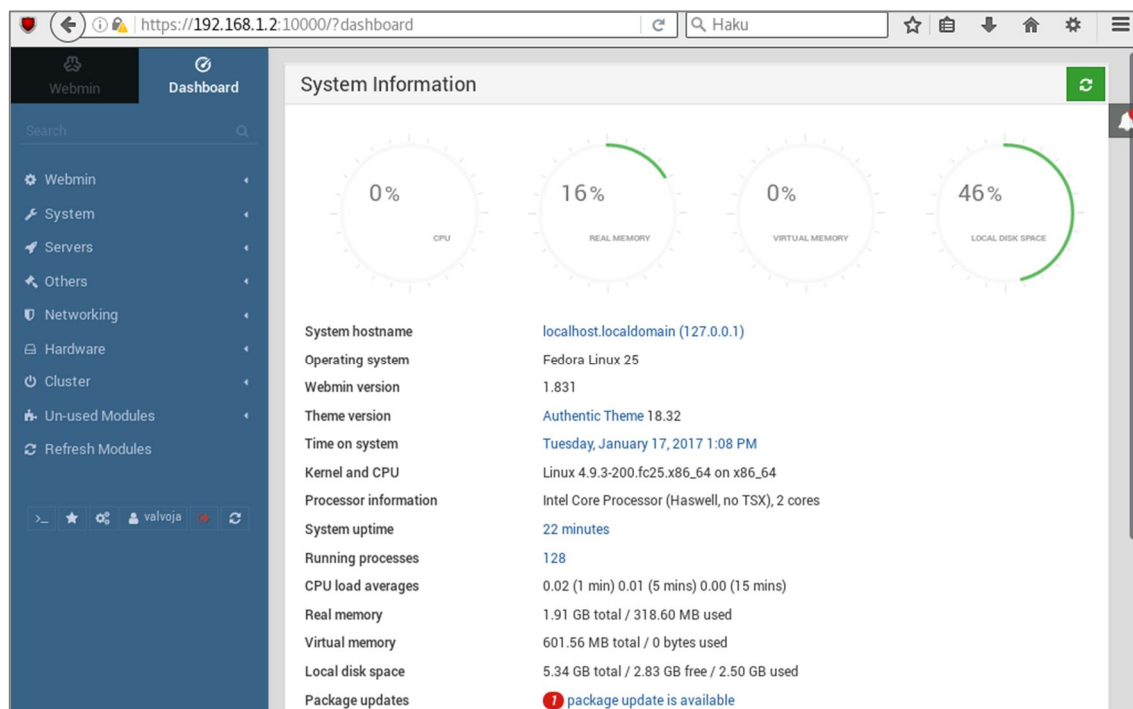 https://192.168.1.2:10000/?dashboard
Haku
Webmin
Dashboard
Search
Webmin
System
Servers
Others
Networking
Hardware
Cluster
Un-used Modules
Refresh Modules
>_ valvoja
System Information
0% 16% 0% 46%
CPU REAL MEMORY VIRTUAL MEMORY LOCAL DISK SPACE
System hostname localhost.localdomain (127.0.0.1)
Operating system Fedora Linux 25
Webmin version 1.831
Theme version Authentic Theme 18.32
Time on system Tuesday, January 17, 2017 1:08 PM
Kernel and CPU Linux 4.9.3-200.fc25.x86_64 on x86_64
Processor information Intel Core Processor (Haswell, no TSX), 2 cores
System uptime 22 minutes
Running processes 128
CPU load averages 0.02 (1 min) 0.01 (5 mins) 0.00 (15 mins)
Real memory 1.91 GB total / 318.60 MB used
Virtual memory 601.56 MB total / 0 bytes used
Local disk space 5.34 GB total / 2.83 GB free / 2.50 GB used
Package updates 1 package update is available